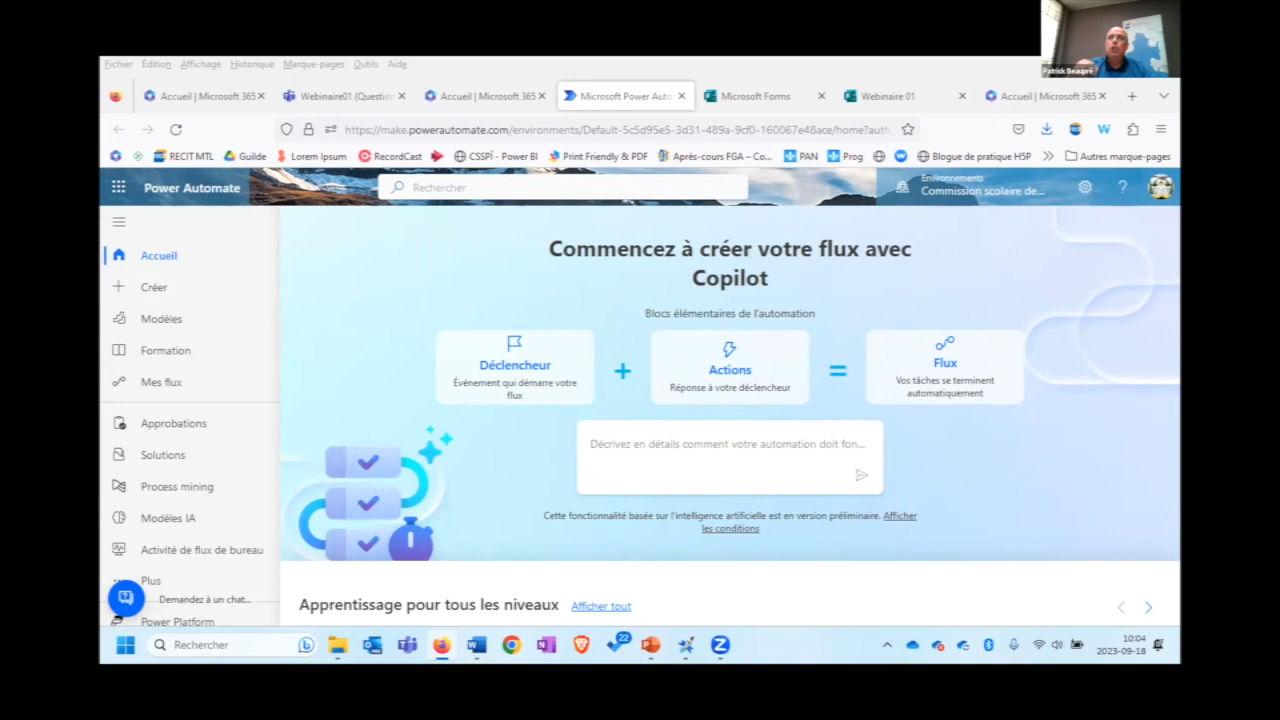 Patrick Beaupré
Fichier Édition Affichage Historique Marque-pages Outils Aide
Accueil | Microsoft 365 Webinaire01 (Question Accueil | Microsoft 365 Microsoft Power Auto Microsoft Forms Webinaire 01 Accueil | Microsoft 365
https://make.powerautomate.com/environments/Default-5c5d95e5-3d31-489a-9cf0-160067e48ace/home?auth_
RECIT MTL Guilde Lorem Ipsum RecordCast CSSPÎ - Power BI Print Friendly & PDF Après-cours FGA – Co... PAN Prog Blogue de pratique H5P Autres marque-pages
Power Automate Rechercher
Environnements
Commission scolaire de...
Accueil
Créer
Modèles
Formation
Mes flux
Approbations
Solutions
Process mining
Modèles IA
Activité de flux de bureau
Plus
Demandez à un chat...
Power Platform
Commencez à créer votre flux avec
Copilot
Blocs élémentaires de l'automation
Déclencheur
Événement qui démarre votre
flux
+
Actions
Réponse à votre déclencheur
=
Flux
Vos tâches se terminent
automatiquement
Décrivez en détails comment votre automation doit fon...
Cette fonctionnalité basée sur l'intelligence artificielle est en version préliminaire. Afficher
les conditions
Apprentissage pour tous les niveaux Afficher tout
Rechercher
22
10:04
2023-09-18